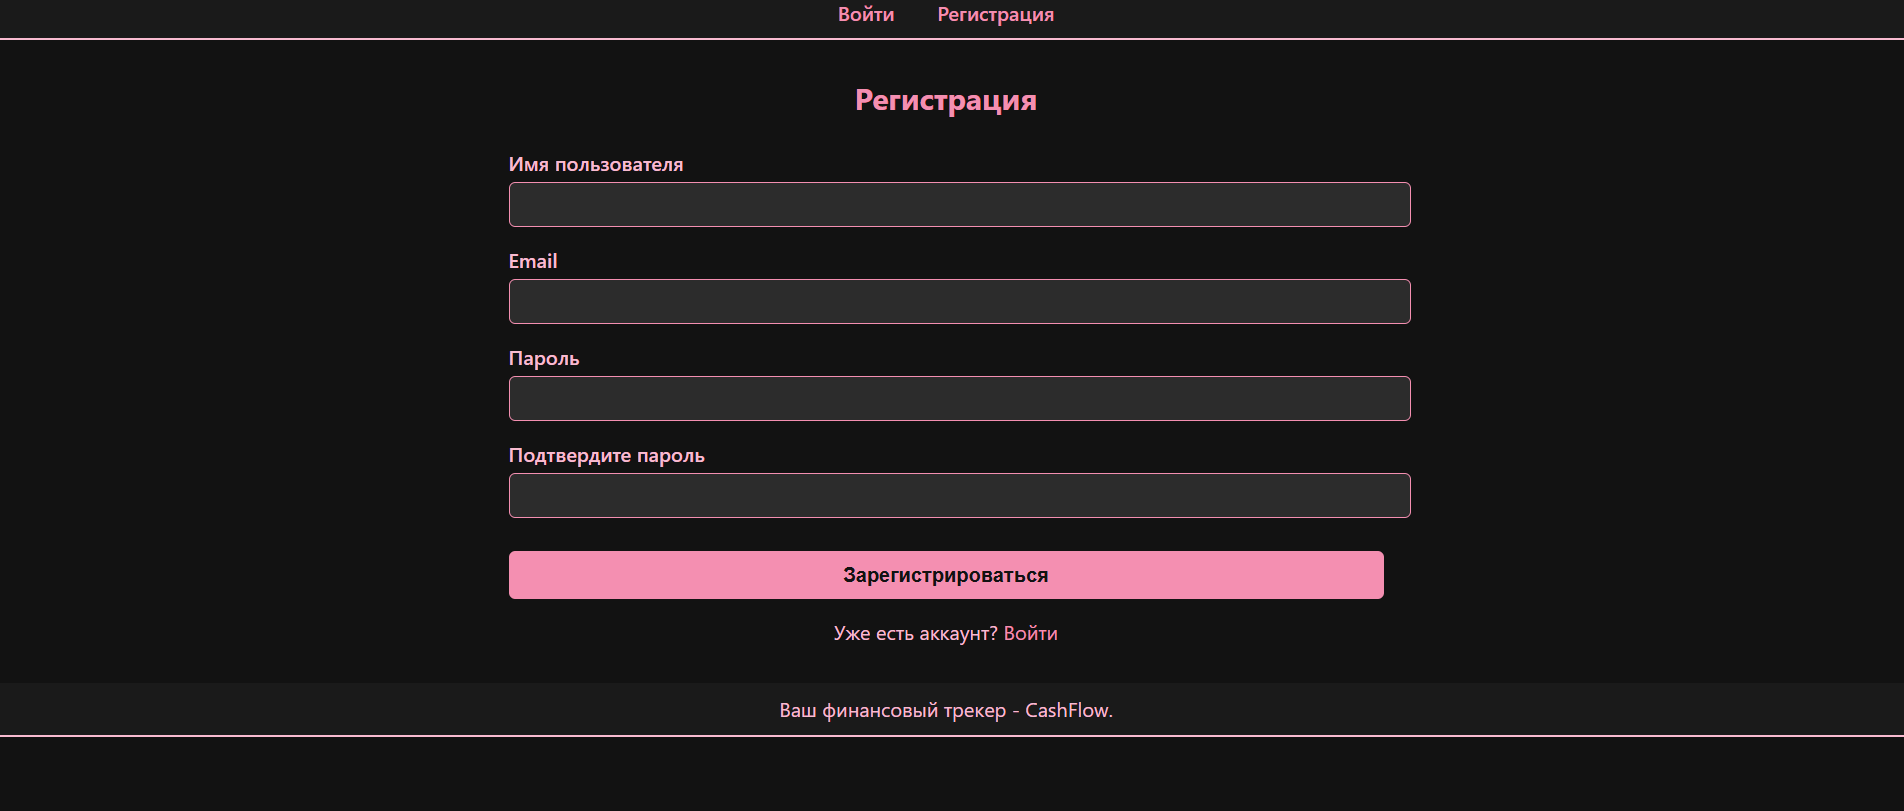 Войти Регистрация
Регистрация
Имя пользователя
Email
Пароль
Подтвердите пароль
Зарегистрироваться
Уже есть аккаунт? Войти
Ваш финансовый трекер - CashFlow.